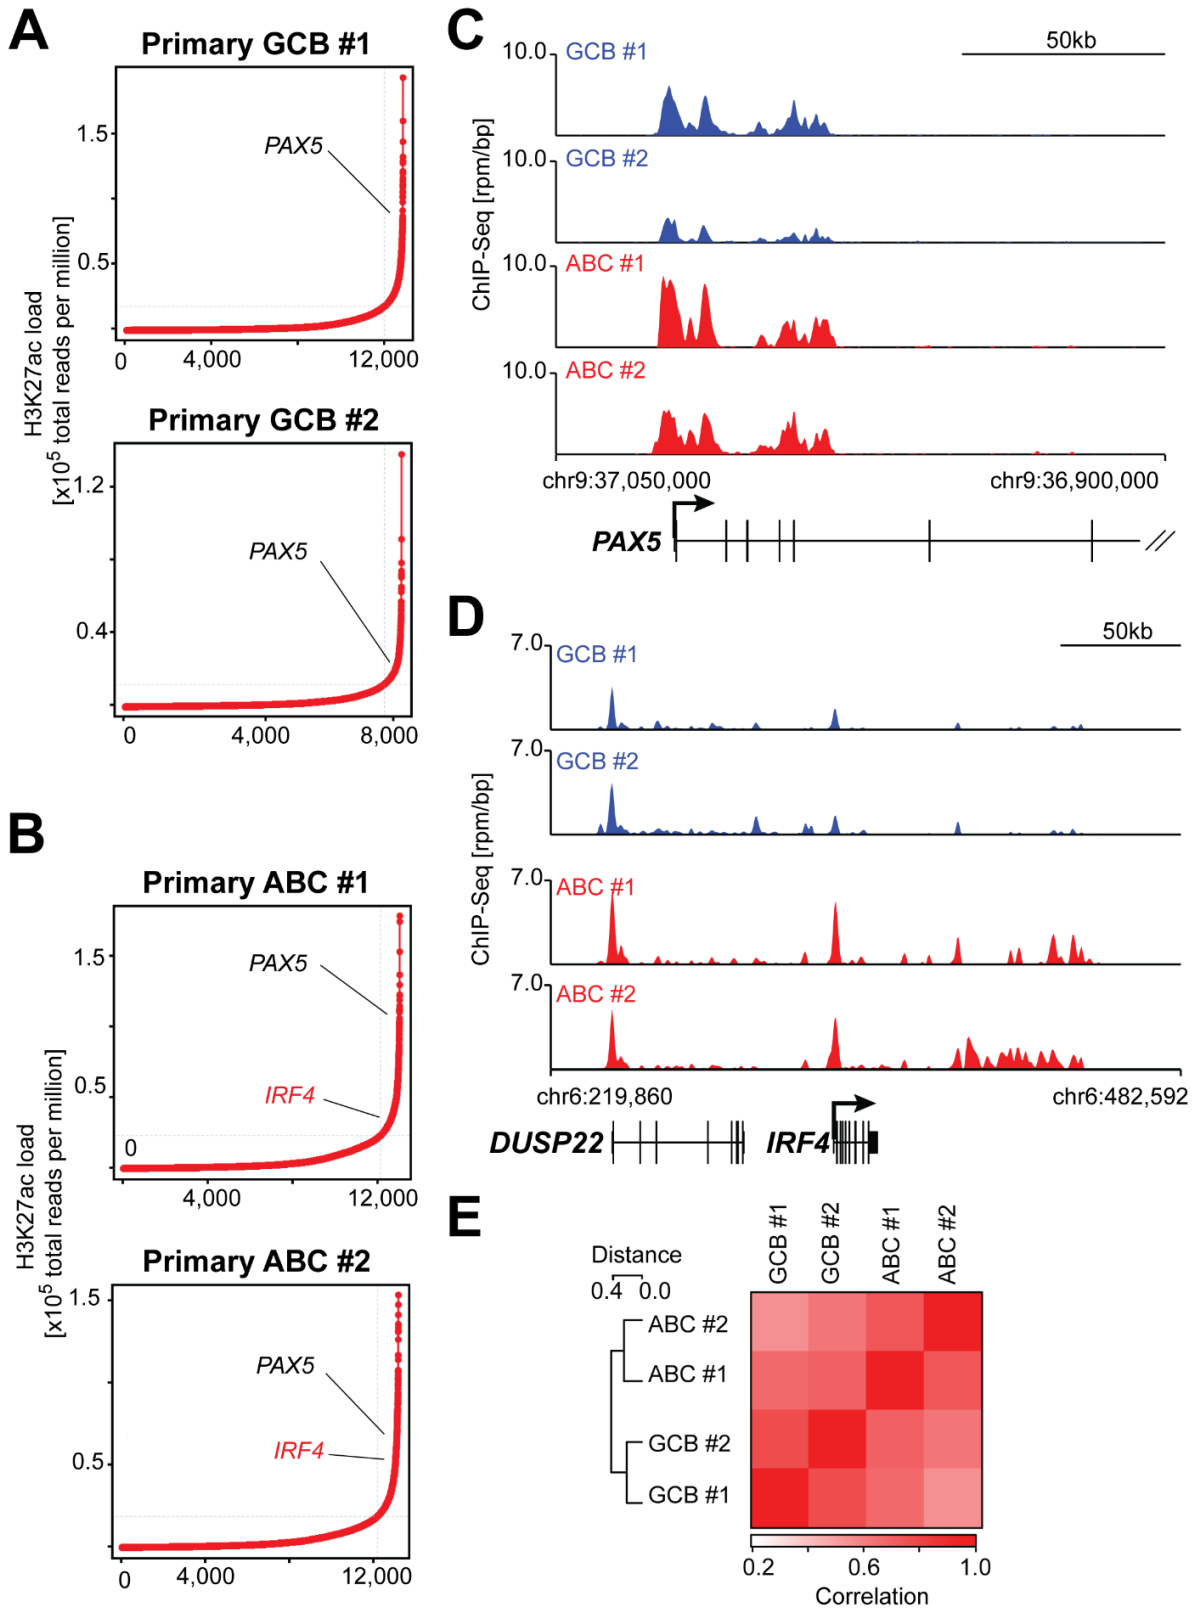 A
Primary GCB #1
1.5
0.5
PAX5
0
4,000
12,000
H3K27ac load
[x10⁵ total reads per million]
Primary GCB #2
1.2
0.4
PAX5
0
4,000
8,000
B
Primary ABC #1
1.5
0.5
PAX5
IRF4
0
4,000
12,000
H3K27ac load
[x10⁵ total reads per million]
Primary ABC #2
1.5
0.5
PAX5
IRF4
0
4,000
12,000
C
50kb
ChIP-Seq [rpm/bp]
10.0
GCB #1
10.0
GCB #2
10.0
ABC #1
10.0
ABC #2
chr9:37,050,000
chr9:36,900,000
PAX5
D
50kb
ChIP-Seq [rpm/bp]
7.0
GCB #1
7.0
GCB #2
7.0
ABC #1
7.0
ABC #2
chr6:219,860
chr6:482,592
DUSP22
IRF4
E
GCB #1
GCB #2
ABC #1
ABC #2
Distance
0.4 0.0
ABC #2
ABC #1
GCB #2
GCB #1
0.2 0.6 1.0
Correlation